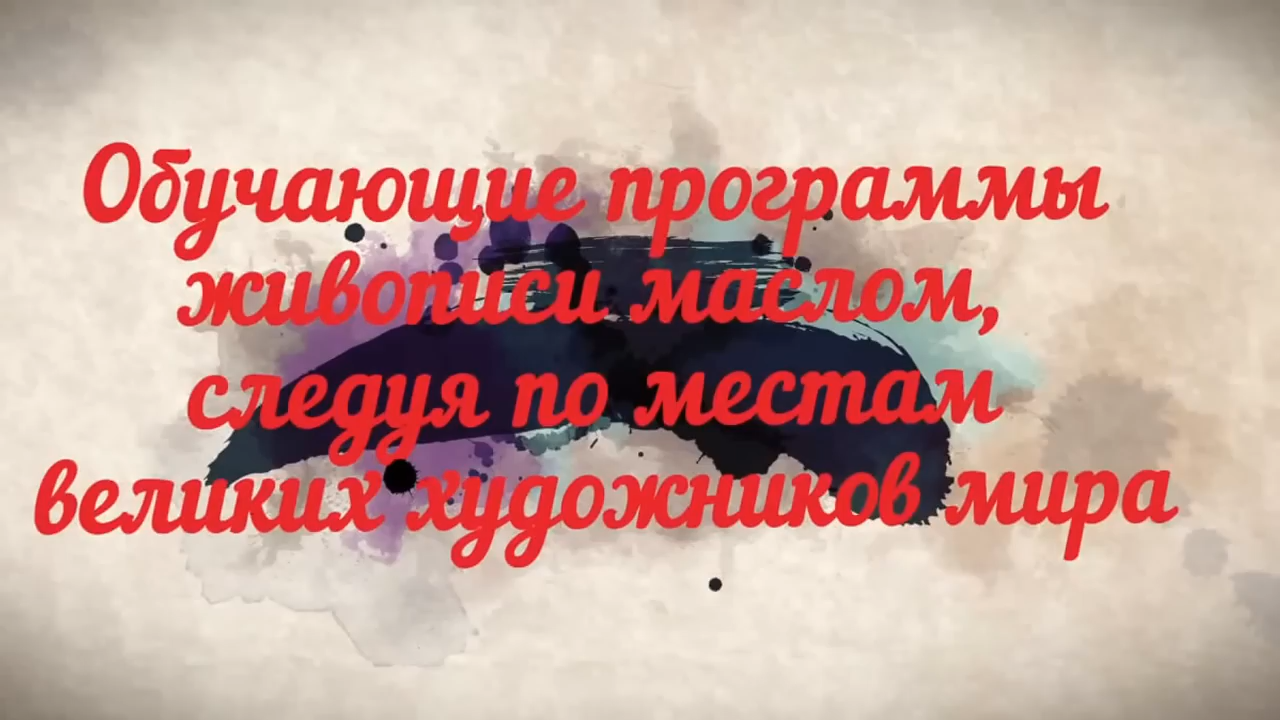 Обучающие программы
живописи маслом,
следуя по местам
великих художников мира